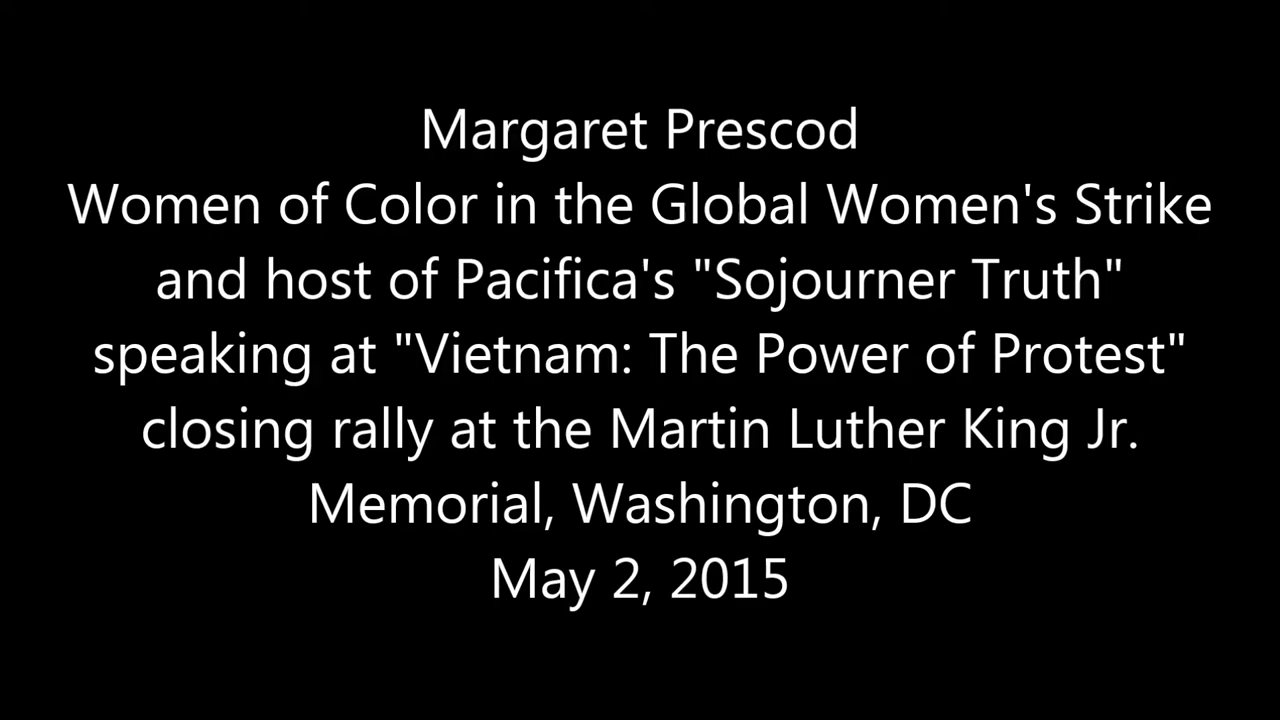 Margaret Prescod
Women of Color in the Global Women's Strike
and host of Pacifica's "Sojourner Truth"
speaking at "Vietnam: The Power of Protest"
closing rally at the Martin Luther King Jr.
Memorial, Washington, DC
May 2, 2015